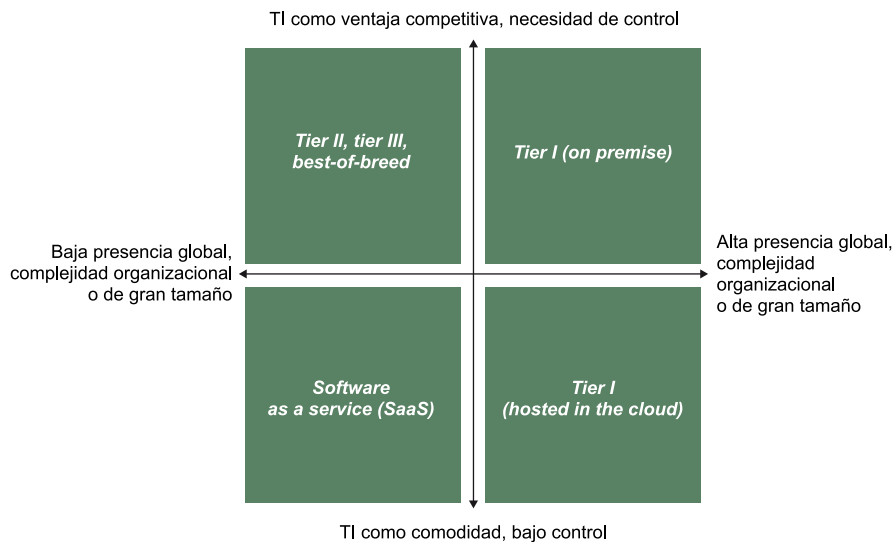 TI como ventaja competitiva, necesidad de control
Tier II, tier III,
best-of-breed
Tier I (on premise)
Baja presencia global,
complejidad organizacional
o de gran tamaño
Alta presencia global,
complejidad
organizacional
o de gran tamaño
Software
as a service (SaaS)
Tier I
(hosted in the cloud)
TI como comodidad, bajo control